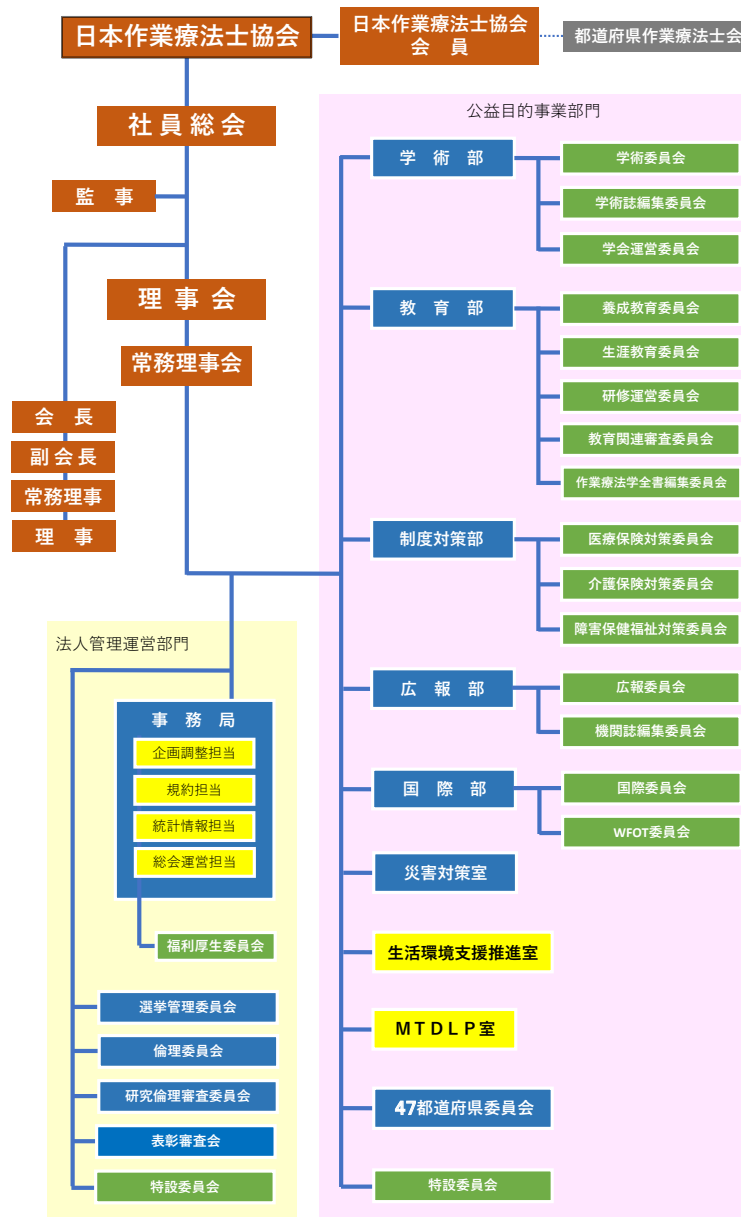 日本作業療法士協会
日本作業療法士協会
会　員
都道府県作業療法士会
社員総会
監　事
理 事 会
常務理事会
会　長
副会長
常務理事
理　事
公益目的事業部門
学　術　部
学術委員会
学術誌編集委員会
学会運営委員会
教　育　部
養成教育委員会
生涯教育委員会
研修運営委員会
教育関連審査委員会
作業療法学全書編集委員会
制度対策部
医療保険対策委員会
介護保険対策委員会
障害保健福祉対策委員会
広　報　部
広報委員会
機関誌編集委員会
国　際　部
国際委員会
WFOT委員会
災害対策室
生活環境支援推進室
ＭＴＤＬＰ室
47都道府県委員会
特設委員会
法人管理運営部門
事　務　局
企画調整担当
規約担当
統計情報担当
総会運営担当
福利厚生委員会
選挙管理委員会
倫理委員会
研究倫理審査委員会
表彰審査会
特設委員会